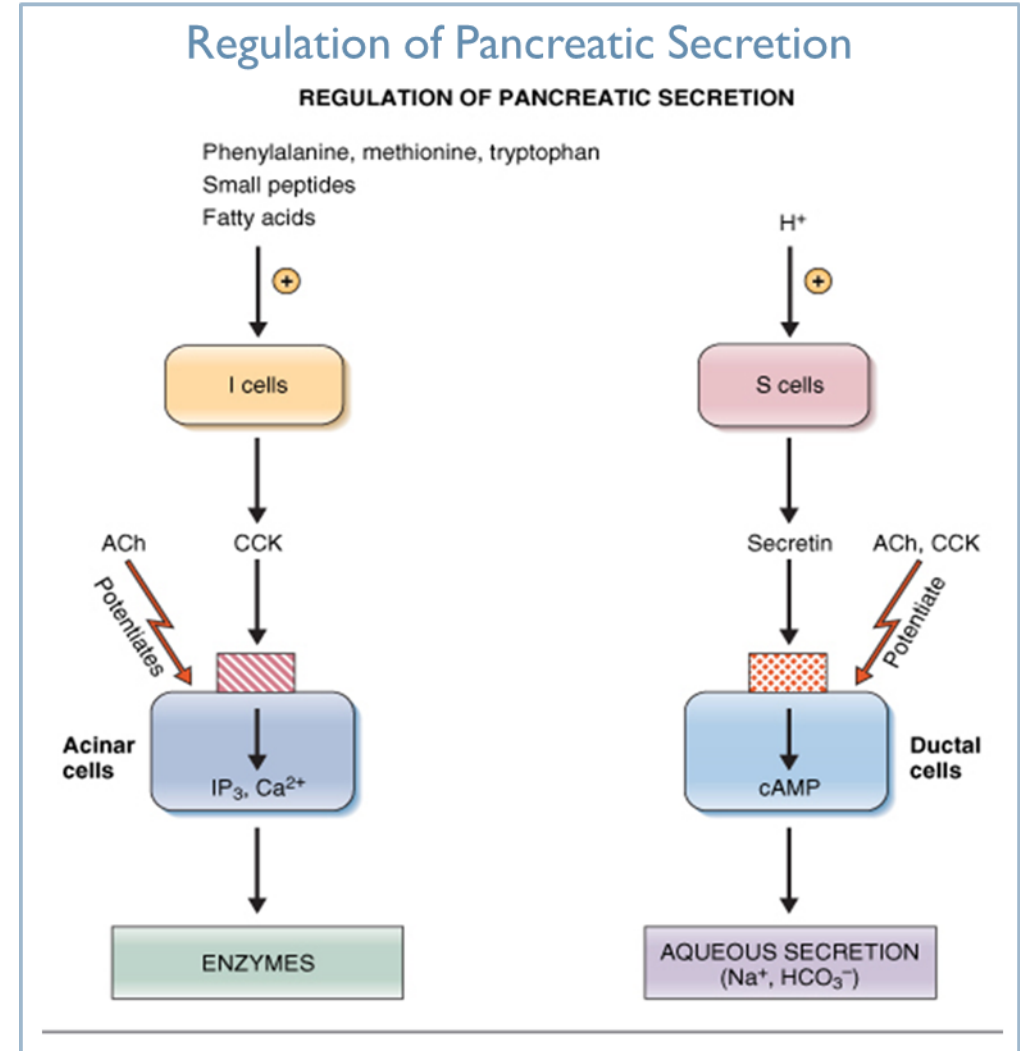 Regulation of Pancreatic Secretion
REGULATION OF PANCREATIC SECRETION
Phenylalanine, methionine, tryptophan
Small peptides
Fatty acids
+
I cells
ACh
CCK
Potentiates
Acinar
cells
IP₃, Ca²⁺
ENZYMES
H⁺
+
S cells
Secretin
ACh, CCK
Potentiate
Ductal
cells
cAMP
AQUEOUS SECRETION
(Na⁺, HCO₃⁻)